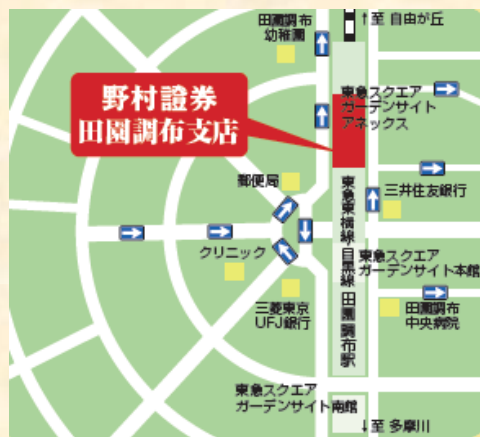 田園調布
幼稚園
↑至 自由が丘
野村證券
田園調布支店
東急スクエア
ガーデンサイト
アネックス
郵便局
三井住友銀行
東急東横線
目黒線
田園調布駅
クリニック
東急スクエア
ガーデンサイト本館
三菱東京
UFJ銀行
田園調布
中央病院
東急スクエア
ガーデンサイト南館
↓至 多摩川